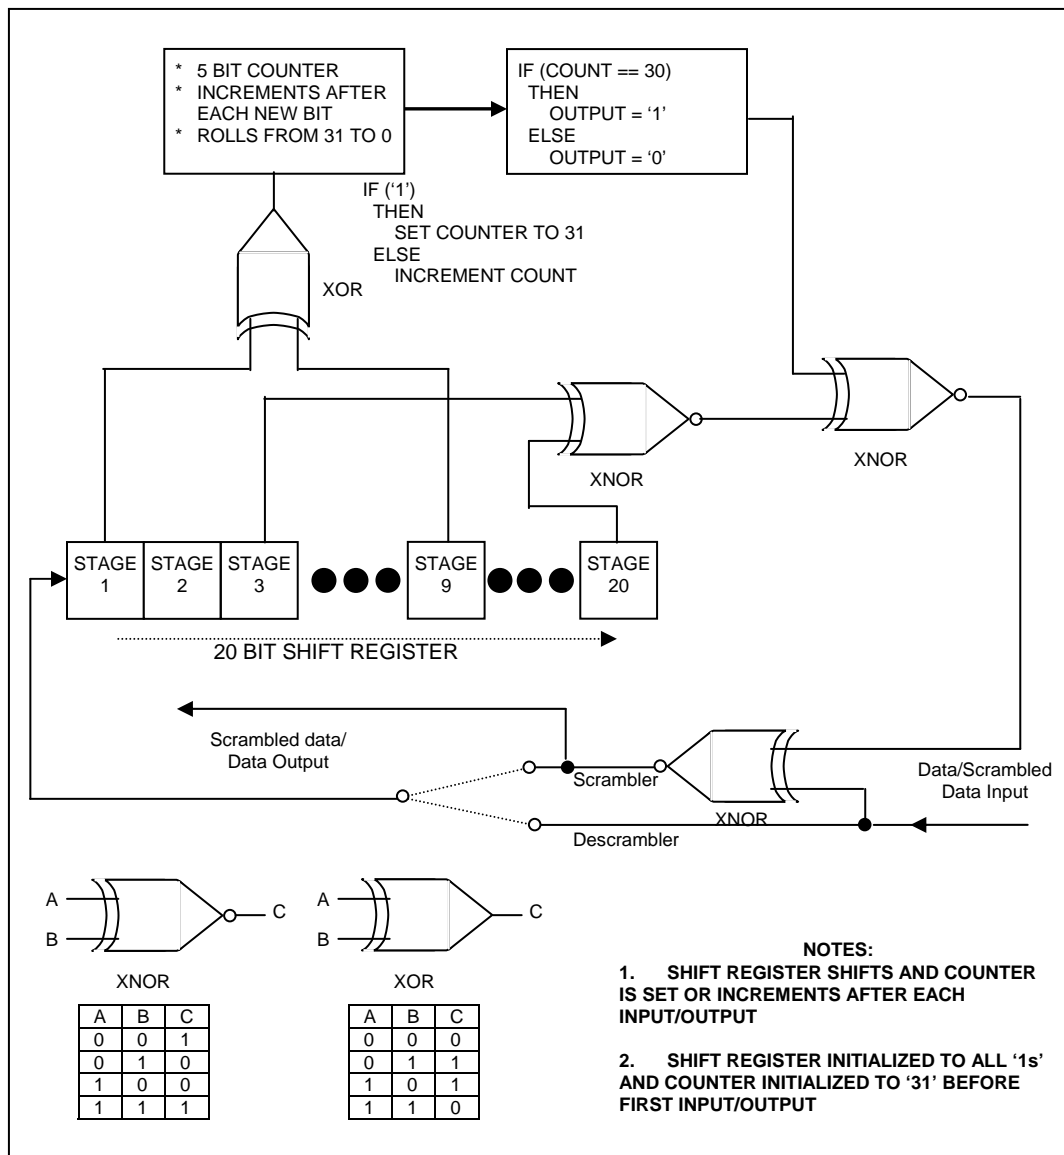 * 5 BIT COUNTER
* INCREMENTS AFTER
EACH NEW BIT
* ROLLS FROM 31 TO 0
IF (COUNT == 30)
THEN
OUTPUT = ‘1’
ELSE
OUTPUT = ‘0’
IF (‘1’)
THEN
SET COUNTER TO 31
ELSE
INCREMENT COUNT
XOR
XNOR
XNOR
STAGE
1
STAGE
2
STAGE
3
STAGE
9
STAGE
20
20 BIT SHIFT REGISTER
Scrambled data/
Data Output
Scrambler
XNOR
Data/Scrambled
Data Input
Descrambler
A
B
C
XNOR
A B C
0 0 1
0 1 0
1 0 0
1 1 1
A
B
C
XOR
A B C
0 0 0
0 1 1
1 0 1
1 1 0
NOTES:
1. SHIFT REGISTER SHIFTS AND COUNTER
IS SET OR INCREMENTS AFTER EACH
INPUT/OUTPUT
2. SHIFT REGISTER INITIALIZED TO ALL ‘1s’
AND COUNTER INITIALIZED TO ‘31’ BEFORE
FIRST INPUT/OUTPUT